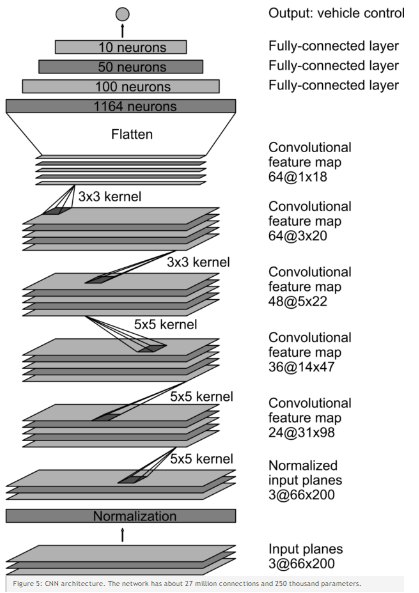 Output: vehicle control
10 neurons
Fully-connected layer
50 neurons
Fully-connected layer
100 neurons
Fully-connected layer
1164 neurons
Flatten
Convolutional
feature map
64@1x18
3x3 kernel
Convolutional
feature map
64@3x20
3x3 kernel
Convolutional
feature map
48@5x22
5x5 kernel
Convolutional
feature map
36@14x47
5x5 kernel
Convolutional
feature map
24@31x98
5x5 kernel
Normalized
input planes
3@66x200
Normalization
Input planes
3@66x200
Figure 5: CNN architecture. The network has about 27 million connections and 250 thousand parameters.